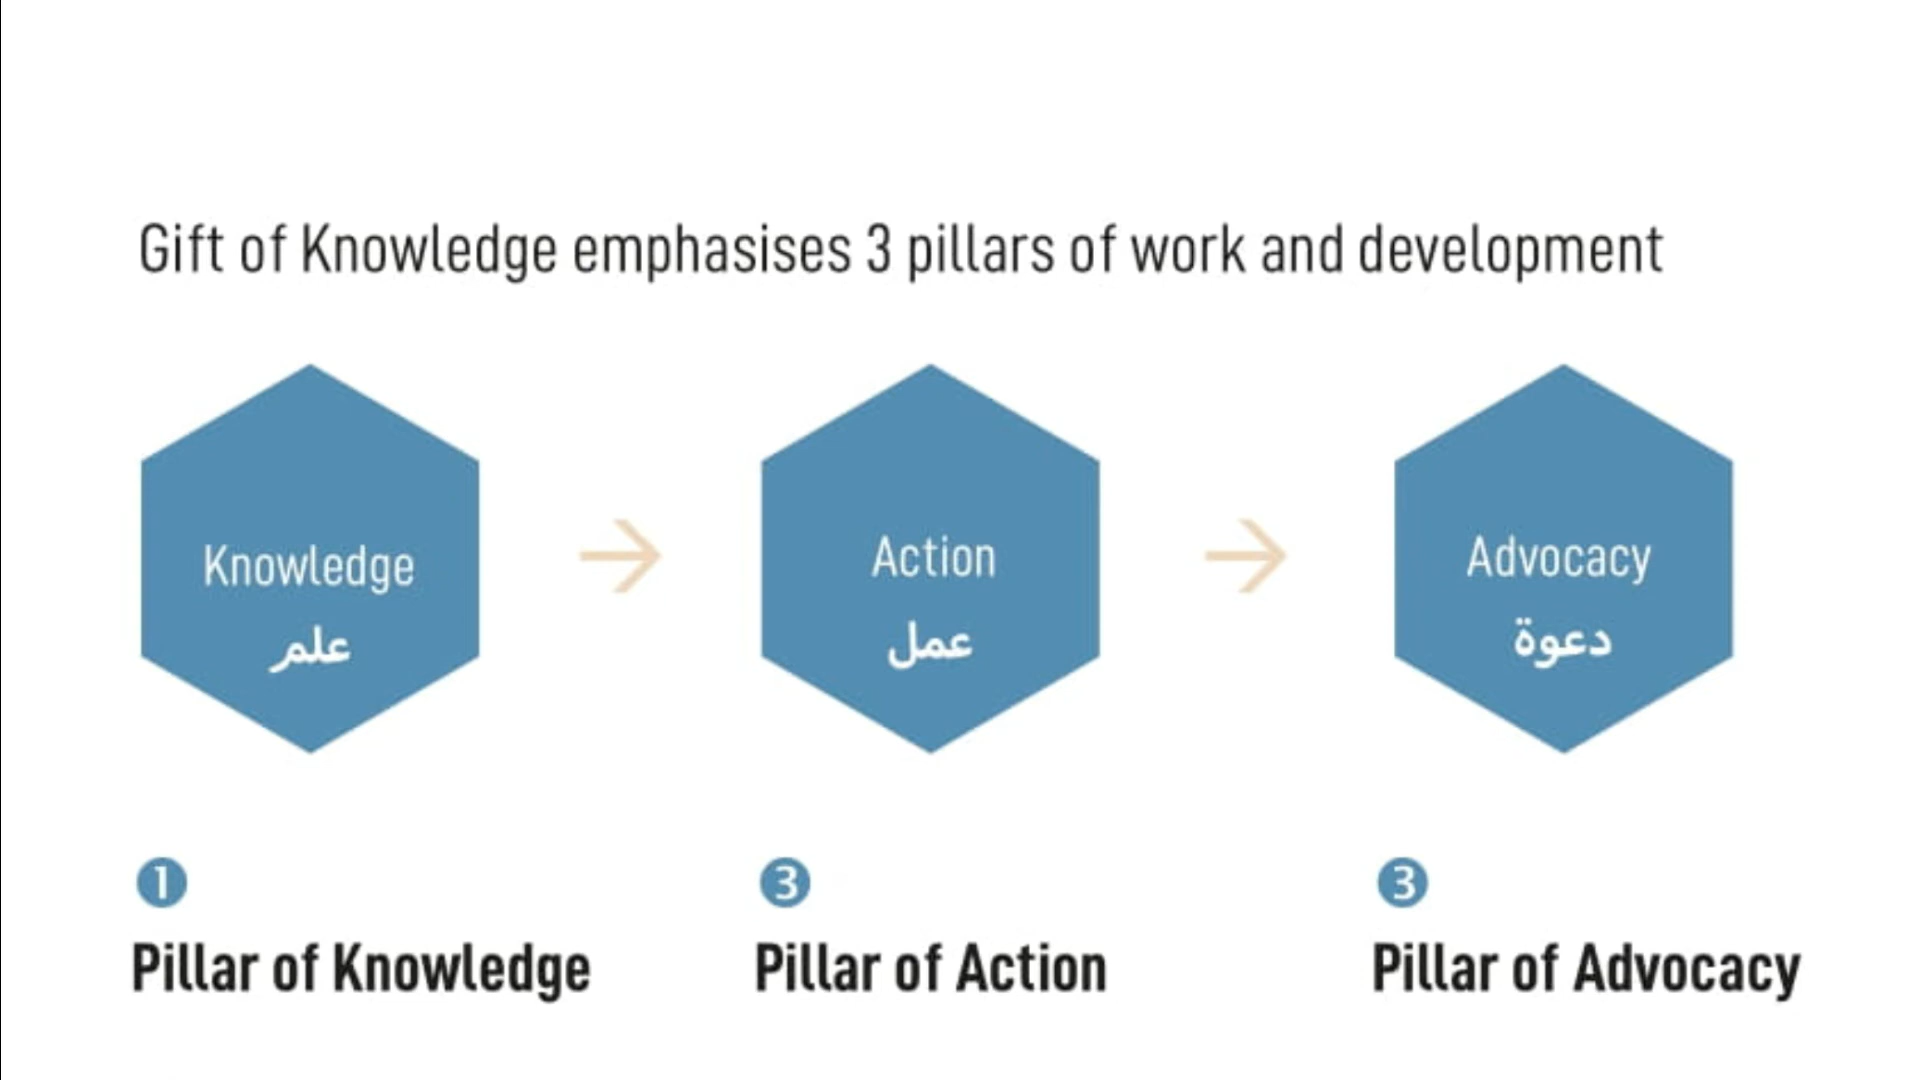 Gift of Knowledge emphasises 3 pillars of work and development
Knowledge
علم
Action
عمل
Advocacy
دعوة
1
Pillar of Knowledge
3
Pillar of Action
3
Pillar of Advocacy